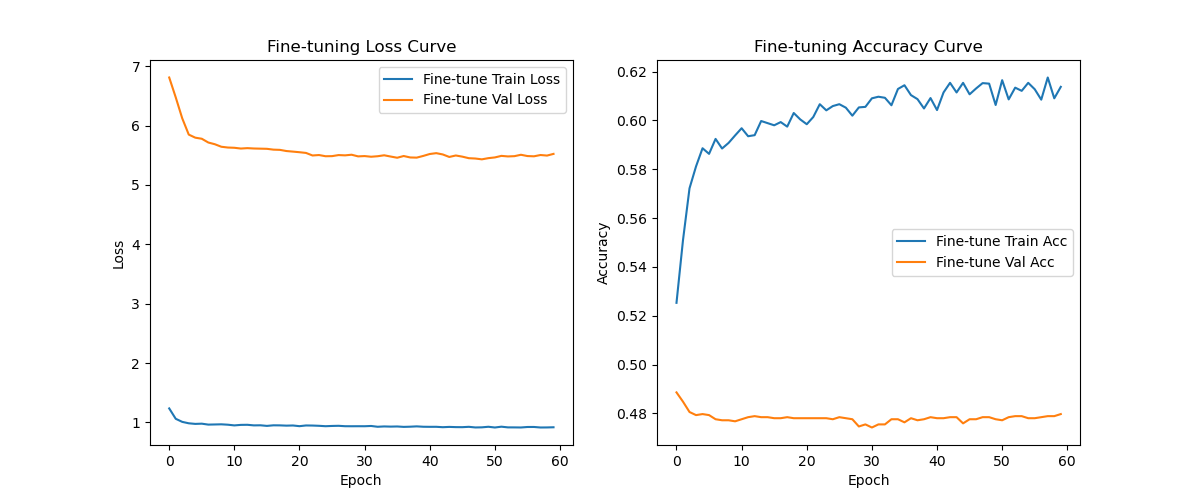 Fine-tuning Loss Curve
7
6
5
4
3
2
1
0 10 20 30 40 50 60
Loss
Epoch
Fine-tune Train Loss
Fine-tune Val Loss
Fine-tuning Accuracy Curve
0.62
0.60
0.58
0.56
0.54
0.52
0.50
0.48
0 10 20 30 40 50 60
Accuracy
Epoch
Fine-tune Train Acc
Fine-tune Val Acc